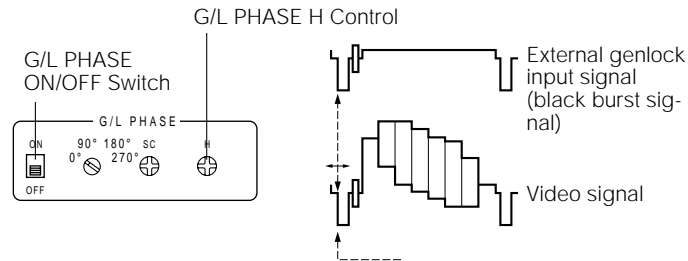 G/L PHASE H Control
G/L PHASE
ON/OFF Switch
External genlock
input signal
(black burst sig-
nal)
G/L PHASE
ON
90° 180° SC
H
0°
270°
OFF
Video signal